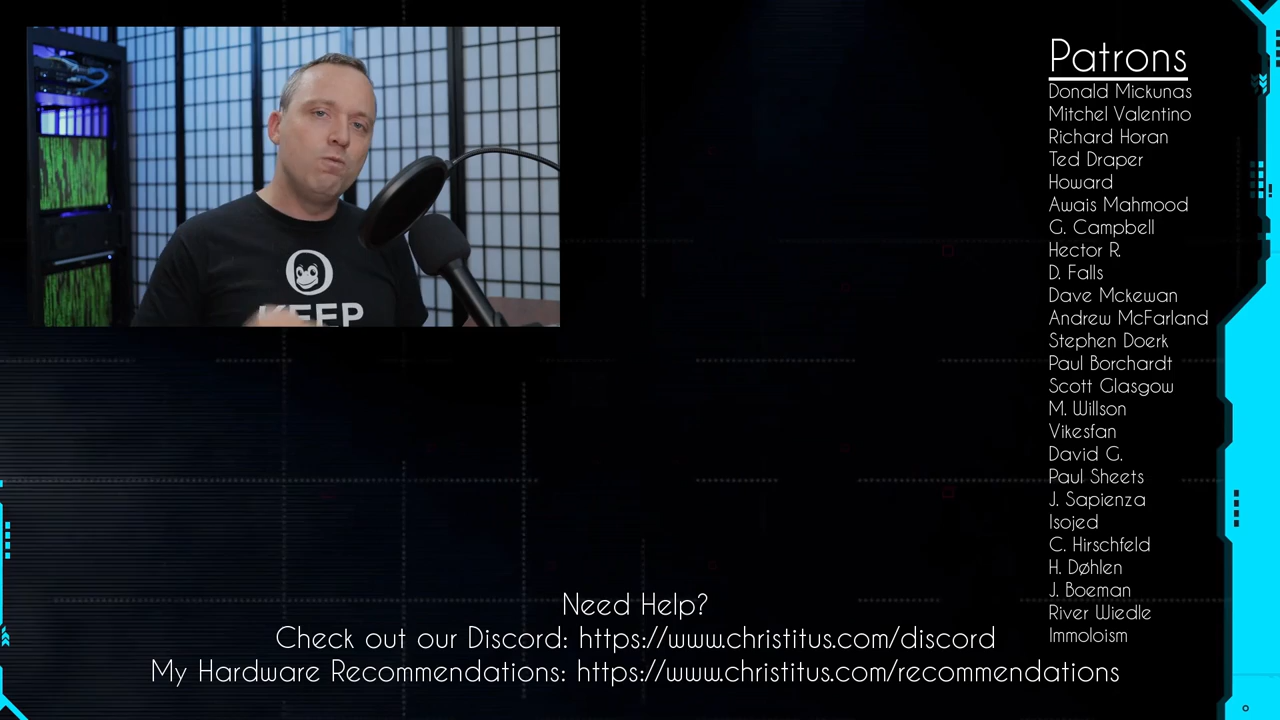 KEEP
Patrons
Donald Mickunas
Mitchel Valentino
Richard Horan
Ted Draper
Howard
Awais Mahmood
G. Campbell
Hector R.
D. Falls
Dave Mckewan
Andrew McFarland
Stephen Doerk
Paul Borchardt
Scott Glasgow
M. Willson
Vikesfan
David G.
Paul Sheets
J. Sapienza
Isojed
C. Hirschfeld
H. Døhlen
J. Boeman
River Wiedle
Immoloism
Need Help?
Check out our Discord: https://www.christitus.com/discord
My Hardware Recommendations: https://www.christitus.com/recommendations